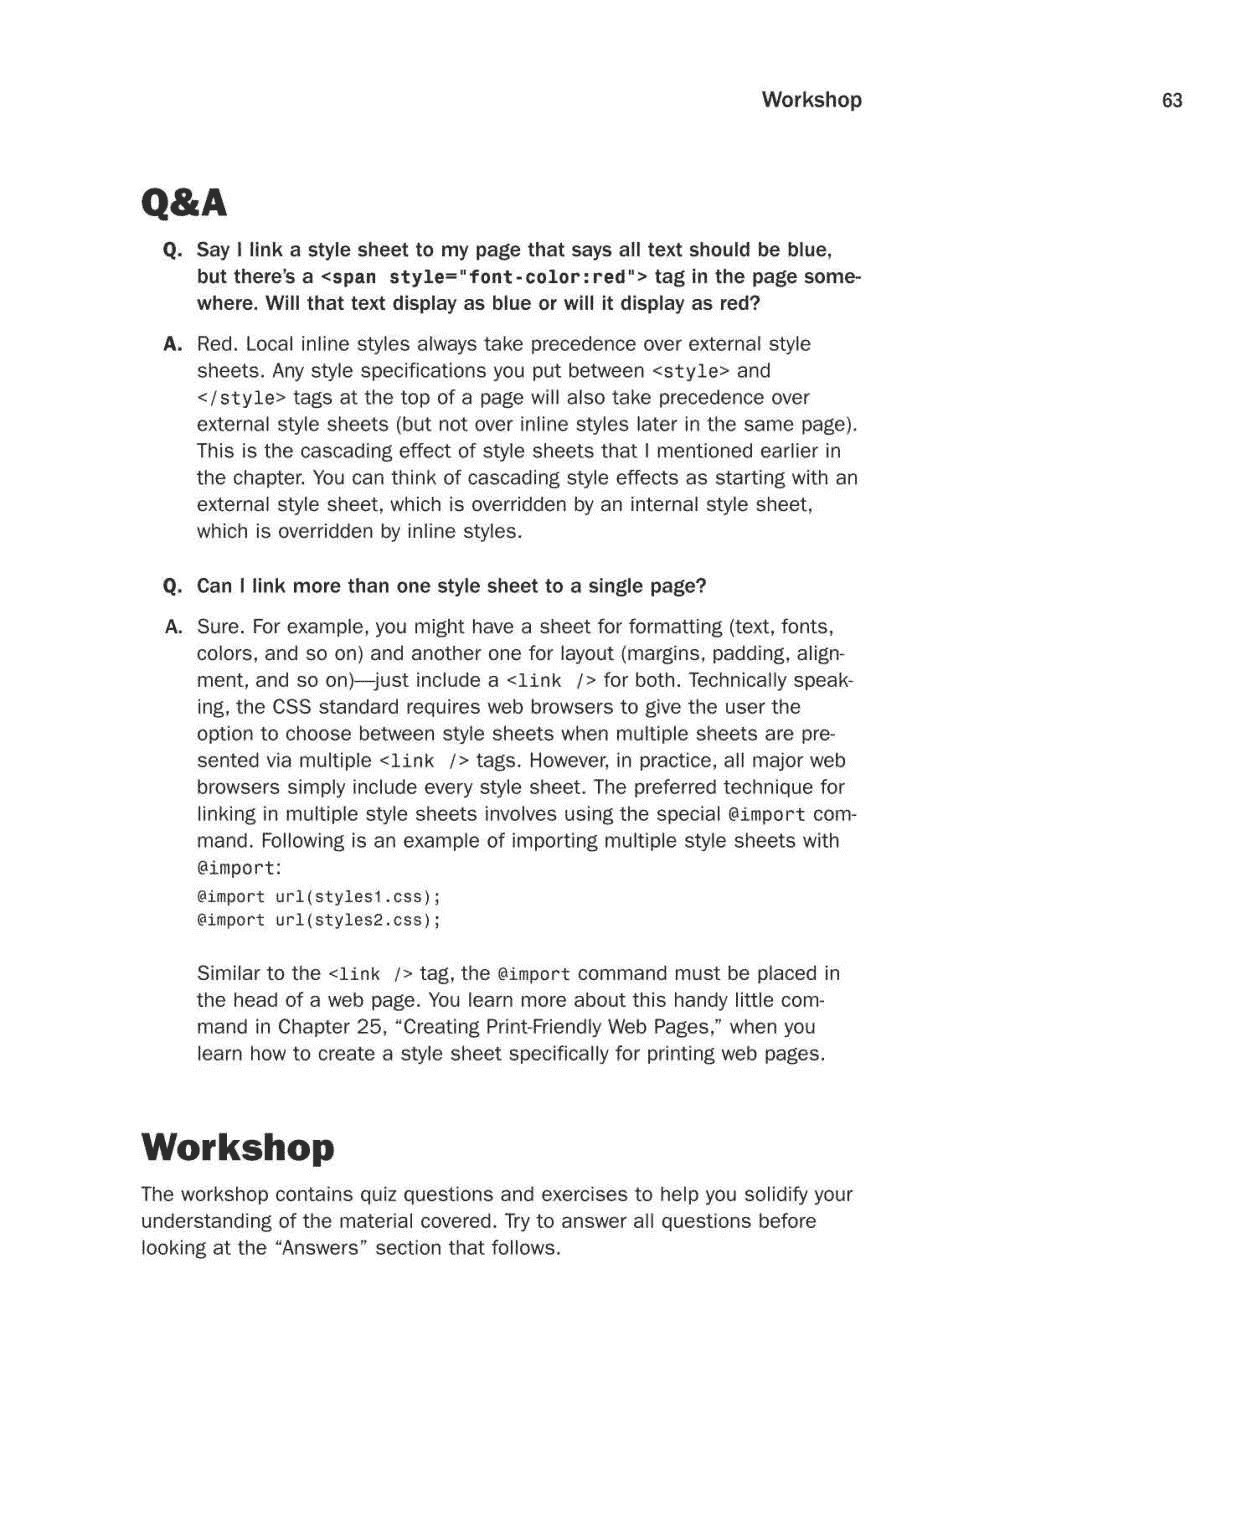 Workshop 63
Q&A
Q. Say I link a style sheet to my page that says all text should be blue,
but there's a <span style="font-color:red"> tag in the page some-
where. Will that text display as blue or will it display as red?
A. Red. Local inline styles always take precedence over external style
sheets. Any style specifications you put between <style> and
</style> tags at the top of a page will also take precedence over
external style sheets (but not over inline styles later in the same page).
This is the cascading effect of style sheets that I mentioned earlier in
the chapter. You can think of cascading style effects as starting with an
external style sheet, which is overridden by an internal style sheet,
which is overridden by inline styles.
Q. Can I link more than one style sheet to a single page?
A. Sure. For example, you might have a sheet for formatting (text, fonts,
colors, and so on) and another one for layout (margins, padding, align-
ment, and so on)—just include a <link /> for both. Technically speak-
ing, the CSS standard requires web browsers to give the user the
option to choose between style sheets when multiple sheets are pre-
sented via multiple <link /> tags. However, in practice, all major web
browsers simply include every style sheet. The preferred technique for
linking in multiple style sheets involves using the special @import com-
mand. Following is an example of importing multiple style sheets with
@import:
@import url(styles1.css);
@import url(styles2.css);
Similar to the <link /> tag, the @import command must be placed in
the head of a web page. You learn more about this handy little com-
mand in Chapter 25, “Creating Print-Friendly Web Pages,” when you
learn how to create a style sheet specifically for printing web pages.
Workshop
The workshop contains quiz questions and exercises to help you solidify your
understanding of the material covered. Try to answer all questions before
looking at the “Answers” section that follows.